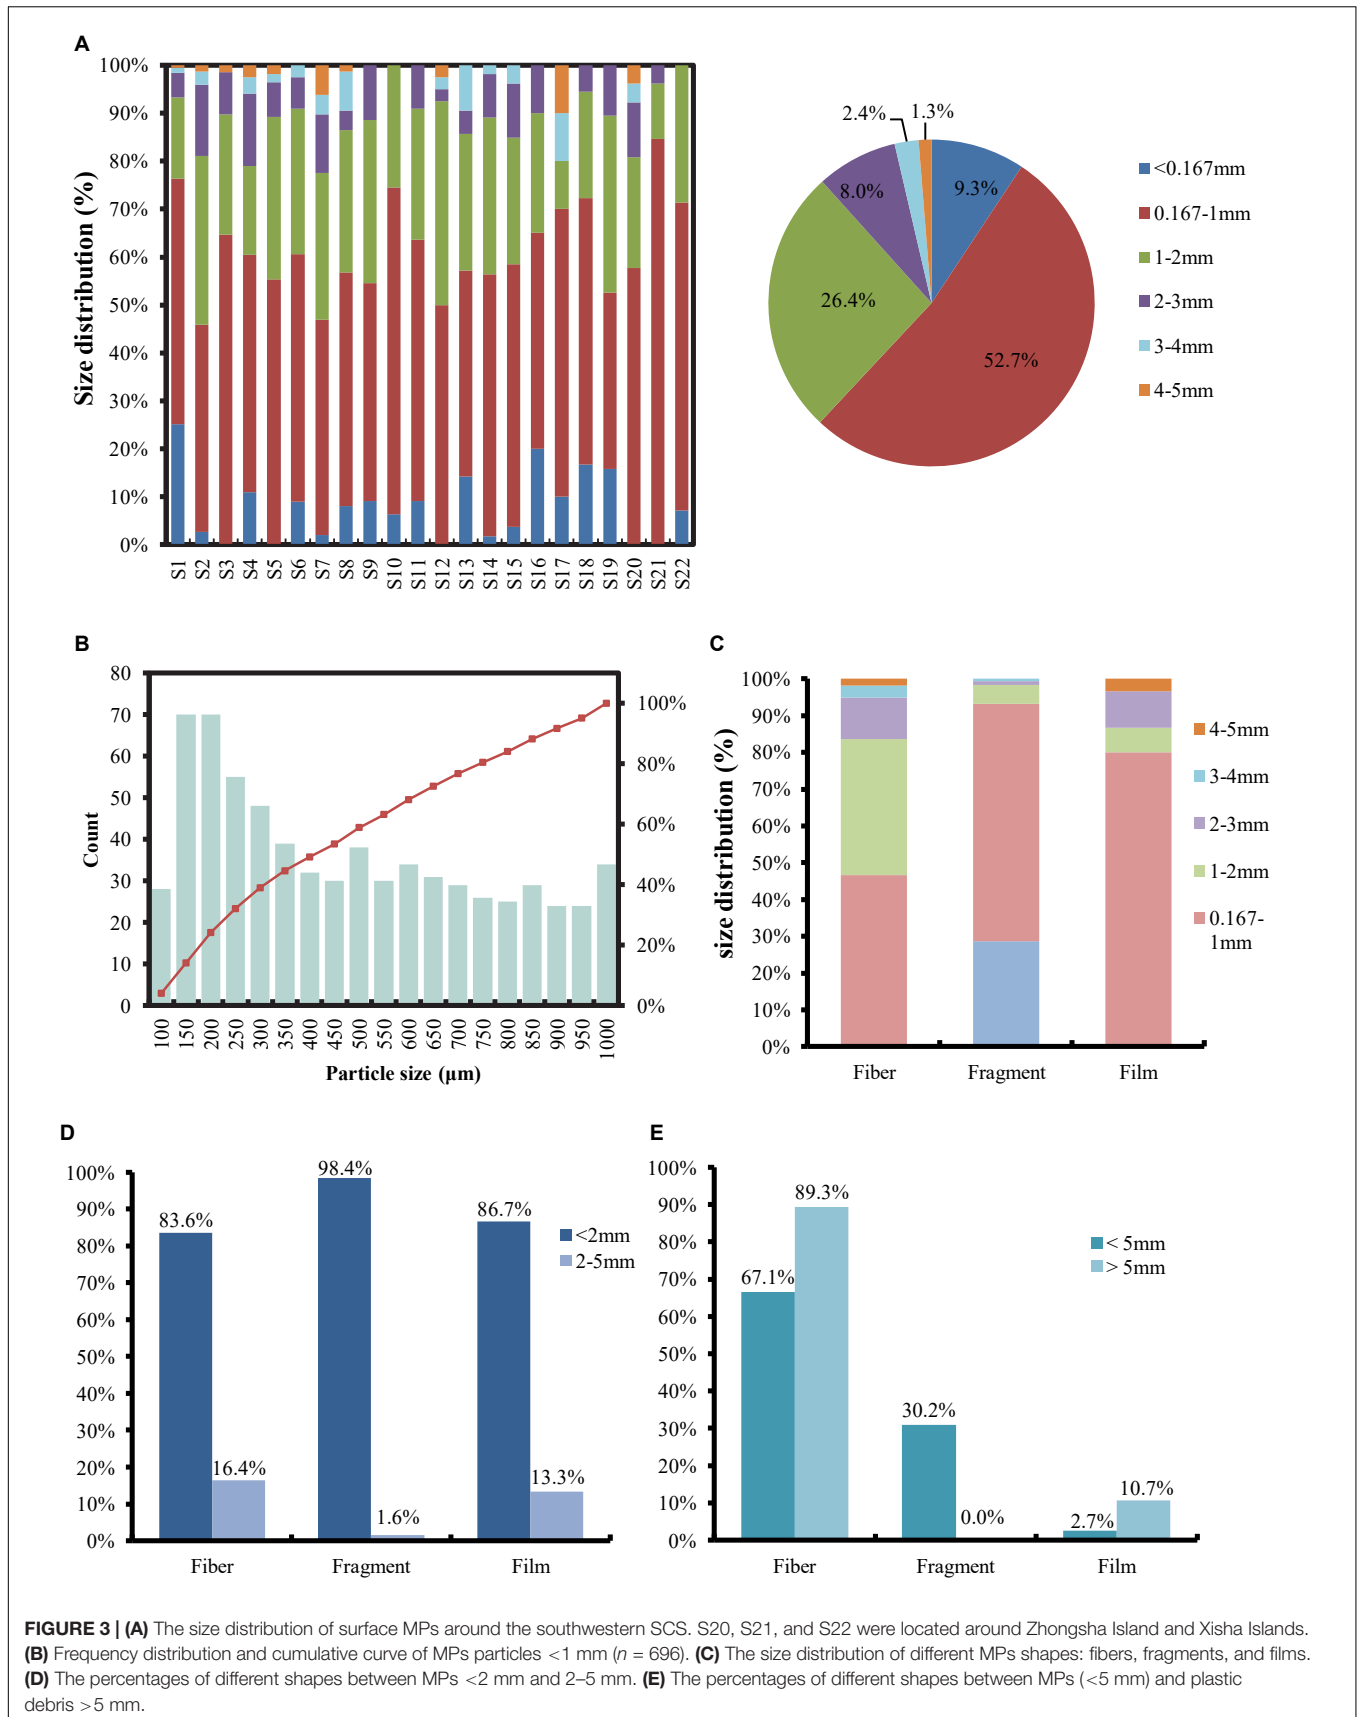 A
100%
90%
80%
70%
60%
50%
40%
30%
20%
10%
0%
Size distribution (%)
S1 S2 S3 S4 S5 S6 S7 S8 S9 S10 S11 S12 S13 S14 S15 S16 S17 S18 S19 S20 S21 S22
2.4% 1.3%
8.0% 9.3%
26.4%
52.7%
<0.167mm
0.167-1mm
1-2mm
2-3mm
3-4mm
4-5mm
B
80
70
60
50
40
30
20
10
0
Count
100%
80%
60%
40%
20%
0%
100 150 200 250 300 350 400 450 500 550 600 650 700 750 800 850 900 950 1000
Particle size (μm)
C
100%
90%
80%
70%
60%
50%
40%
30%
20%
10%
0%
size distribution (%)
Fiber Fragment Film
4-5mm
3-4mm
2-3mm
1-2mm
0.167-
1mm
D
100%
90%
80%
70%
60%
50%
40%
30%
20%
10%
0%
83.6% 98.4% 86.7%
16.4% 1.6% 13.3%
<2mm
2-5mm
Fiber Fragment Film
E
100%
90%
80%
70%
60%
50%
40%
30%
20%
10%
0%
67.1% 89.3%
30.2% 0.0%
2.7% 10.7%
< 5mm
> 5mm
Fiber Fragment Film
FIGURE 3 | (A) The size distribution of surface MPs around the southwestern SCS. S20, S21, and S22 were located around Zhongsha Island and Xisha Islands.
(B) Frequency distribution and cumulative curve of MPs particles <1 mm (n = 696). (C) The size distribution of different MPs shapes: fibers, fragments, and films.
(D) The percentages of different shapes between MPs <2 mm and 2–5 mm. (E) The percentages of different shapes between MPs (<5 mm) and plastic
debris >5 mm.